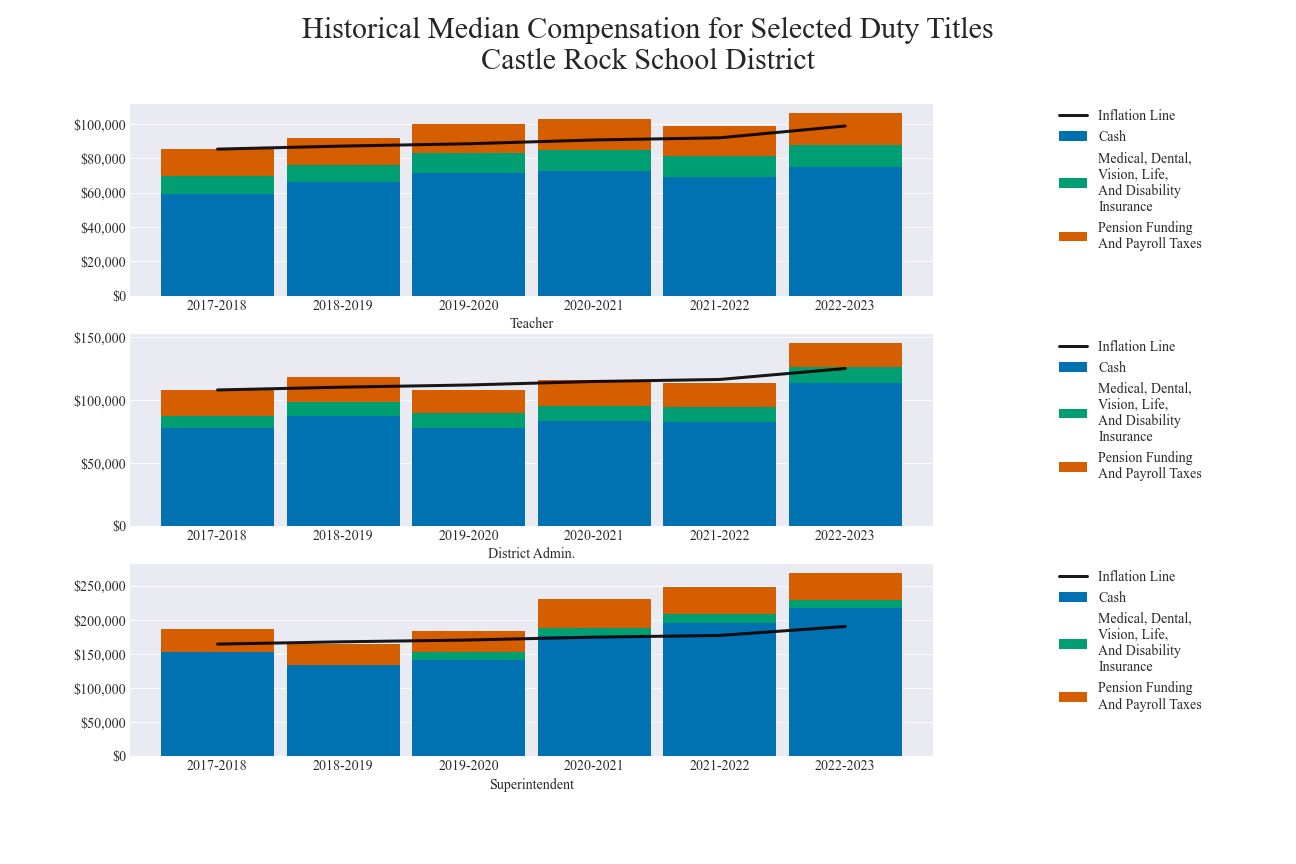 Historical Median Compensation for Selected Duty Titles
Castle Rock School District
$100,000
$80,000
$60,000
$40,000
$20,000
$0
2017-2018 2018-2019 2019-2020 2020-2021 2021-2022 2022-2023
Teacher
Inflation Line
Cash
Medical, Dental,
Vision, Life,
And Disability
Insurance
Pension Funding
And Payroll Taxes
$150,000
$100,000
$50,000
$0
2017-2018 2018-2019 2019-2020 2020-2021 2021-2022 2022-2023
District Admin.
Inflation Line
Cash
Medical, Dental,
Vision, Life,
And Disability
Insurance
Pension Funding
And Payroll Taxes
$250,000
$200,000
$150,000
$100,000
$50,000
$0
2017-2018 2018-2019 2019-2020 2020-2021 2021-2022 2022-2023
Superintendent
Inflation Line
Cash
Medical, Dental,
Vision, Life,
And Disability
Insurance
Pension Funding
And Payroll Taxes